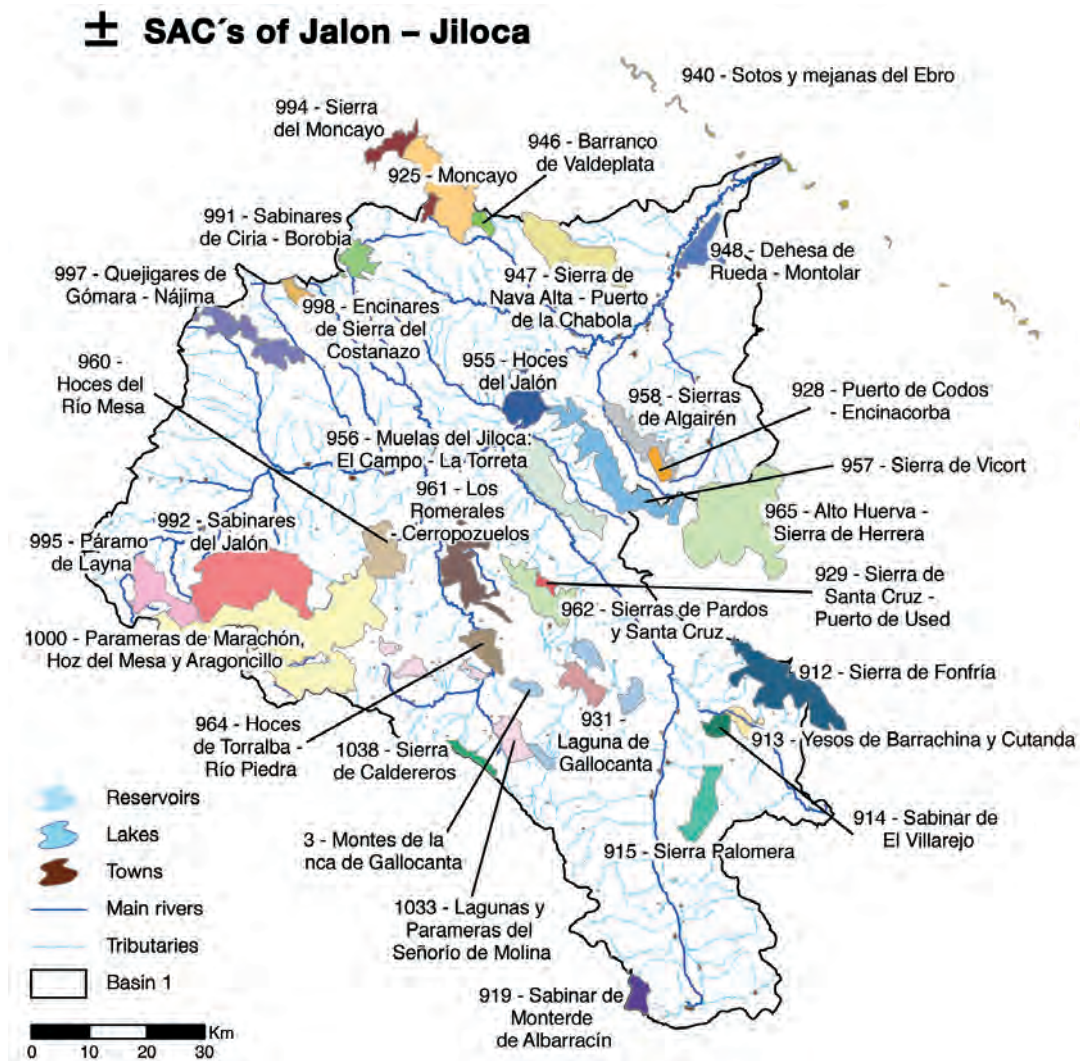 ± SAC´s of Jalon – Jiloca
940 - Sotos y mejanas del Ebro
994 - Sierra
del Moncayo
946 - Barranco
de Valdeplata
925 - Moncayo
991 - Sabinares
de Ciria - Borobia
948 - Dehesa de
Rueda - Montolar
997 - Quejigares de
Gómara - Nájima
947 - Sierra de
Nava Alta - Puerto
de la Chabola
998 - Encinares
de Sierra del
Costanazo
960 -
Hoces del
Río Mesa
955 - Hoces
del Jalón
958 - Sierras
de Algairén
928 - Puerto de Codos
- Encinacorba
956 - Muelas del Jiloca:
El Campo - La Torreta
957 - Sierra de Vicort
961 - Los
Romerales
- Cerropozuelos
965 - Alto Huerva -
Sierra de Herrera
992 - Sabinares
del Jalón
995 - Páramo
de Layna
929 - Sierra de
Santa Cruz -
Puerto de Used
962 - Sierras de Pardos
y Santa Cruz
1000 - Parameras de Marachón,
Hoz del Mesa y Aragoncillo
912 - Sierra de Fonfría
964 - Hoces
de Torralba -
Río Piedra
931 -
Laguna de
Gallocanta
913 - Yesos de Barrachina y Cutanda
1038 - Sierra
de Caldereros
914 - Sabinar de
El Villarejo
3 - Montes de la
nca de Gallocanta
915 - Sierra Palomera
1033 - Lagunas y
Parameras del
Señorío de Molina
919 - Sabinar de
Monterde
de Albarracín
Reservoirs
Lakes
Towns
Main rivers
Tributaries
Basin 1
Km
0 10 20 30